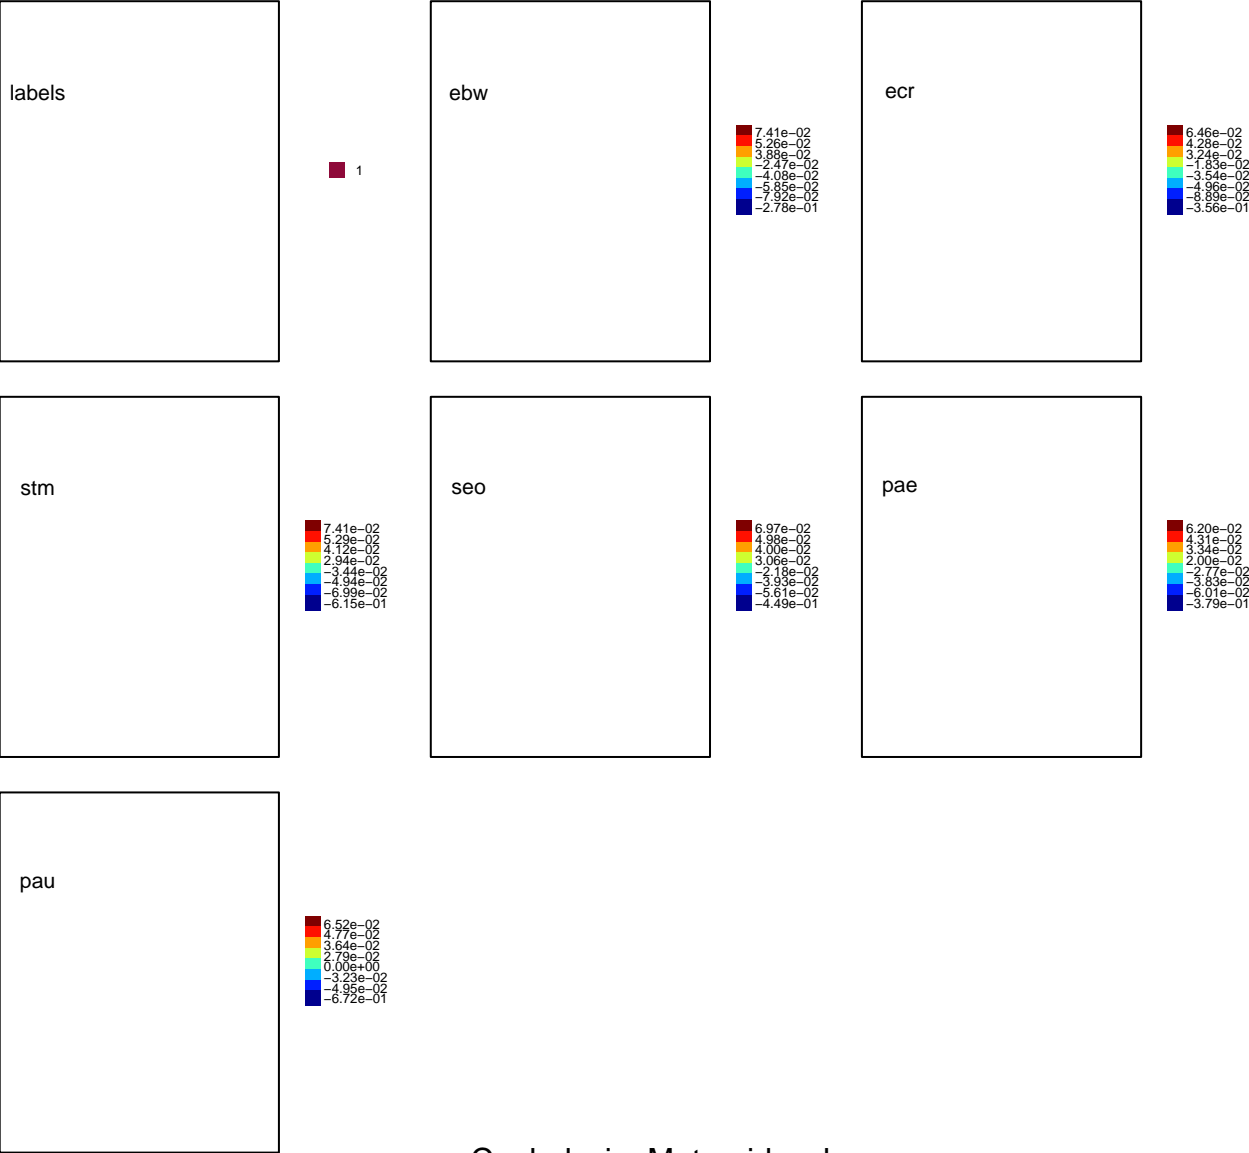 labels
1
ebw
7.41e−02
5.26e−02
3.88e−02
−2.47e−02
−4.08e−02
−5.85e−02
−7.92e−02
−2.78e−01
ecr
6.46e−02
4.28e−02
3.24e−02
−1.83e−02
−3.54e−02
−4.96e−02
−8.89e−02
−3.56e−01
stm
7.41e−02
5.29e−02
4.12e−02
2.94e−02
−3.44e−02
−4.94e−02
−6.99e−02
−6.15e−01
seo
6.97e−02
4.98e−02
4.00e−02
3.06e−02
−2.18e−02
−3.93e−02
−5.61e−02
−4.49e−01
pae
6.20e−02
4.31e−02
3.34e−02
2.00e−02
−2.77e−02
−3.83e−02
−6.01e−02
−3.79e−01
pau
6.52e−02
4.77e−02
3.64e−02
2.79e−02
0.00e+00
−3.23e−02
−4.95e−02
−6.72e−01